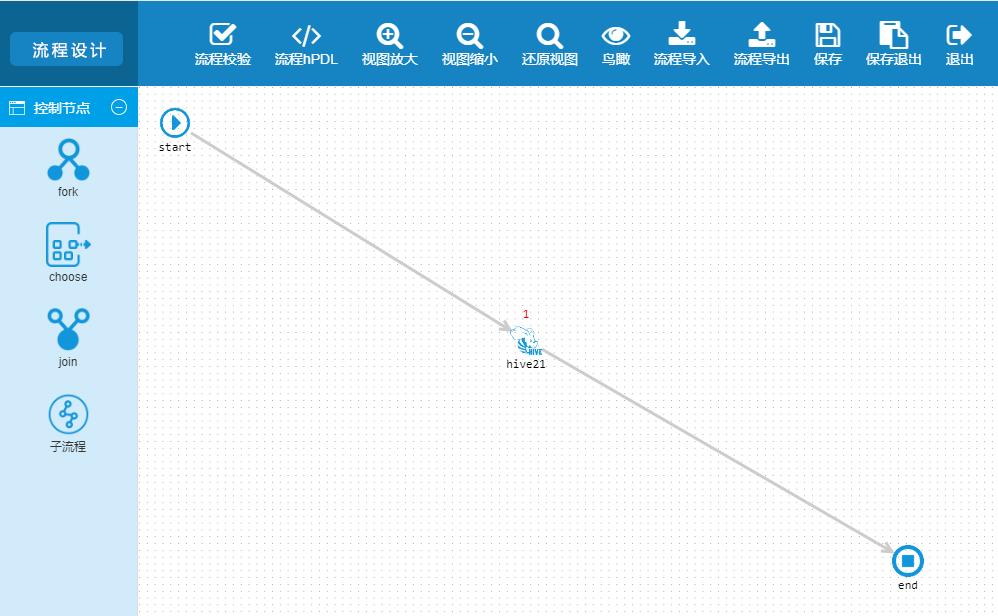 流程设计
流程校验
流程hPDL
视图放大
视图缩小
还原视图
鸟瞰
流程导入
流程导出
保存
保存退出
退出
控制节点
fork
choose
join
子流程
start
1
HIVE
hive21
end